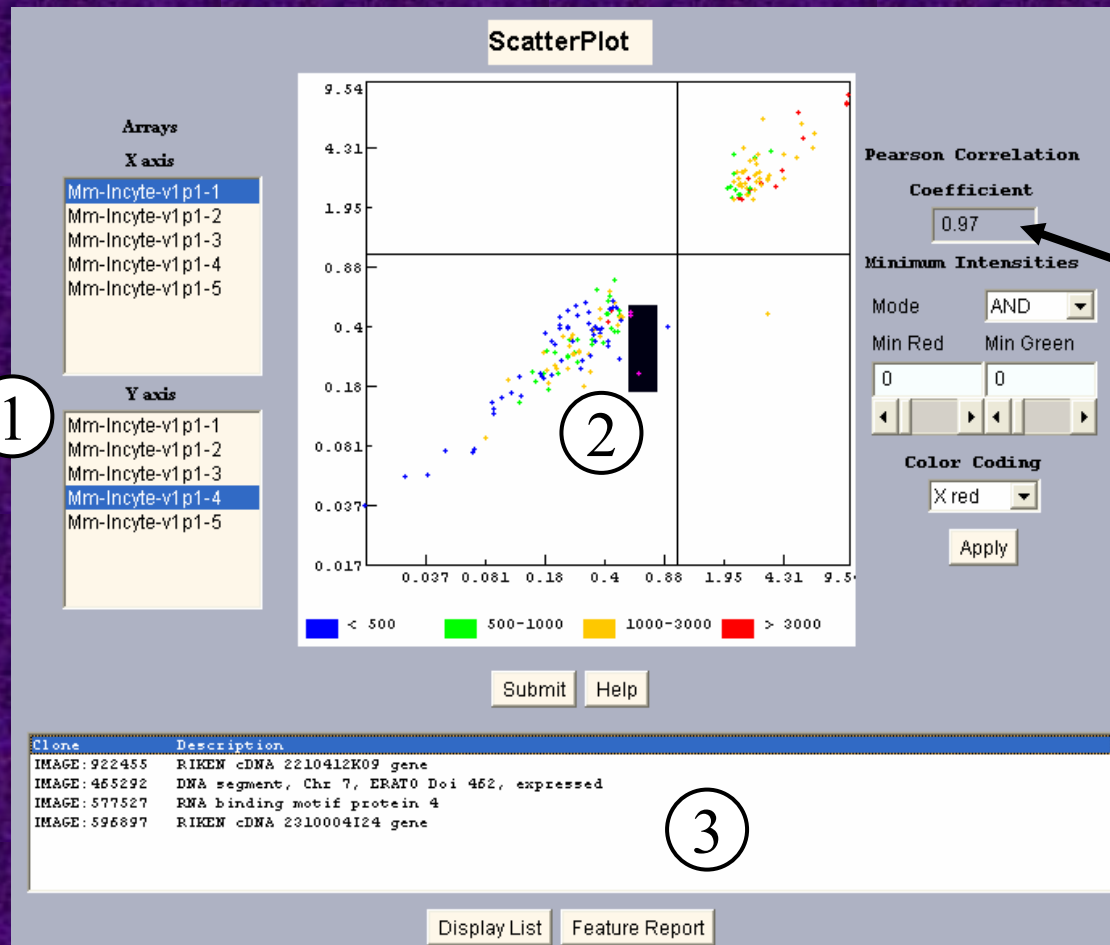 ScatterPlot
Arrays
X axis
Mm-Incyte-v1p1-1
Mm-Incyte-v1p1-2
Mm-Incyte-v1p1-3
Mm-Incyte-v1p1-4
Mm-Incyte-v1p1-5
1
Y axis
Mm-Incyte-v1p1-1
Mm-Incyte-v1p1-2
Mm-Incyte-v1p1-3
Mm-Incyte-v1p1-4
Mm-Incyte-v1p1-5
9.54
4.31
1.95
0.88
0.4
0.18
0.081
0.037
0.017
2
0.037 0.081 0.18 0.4 0.88 1.95 4.31 9.5
< 500 500-1000 1000-3000 > 3000
Pearson Correlation
Coefficient
0.97
Minimum Intensities
Mode AND
Min Red Min Green
0 0
Color Coding
X red
Apply
Submit Help
Clone Description
IMAGE:922455 RIKEN cDNA 2210412K09 gene
IMAGE:465292 DNA segment, Chr 7, ERATO Doi 462, expressed
IMAGE:577527 RNA binding motif protein 4
IMAGE:596897 RIKEN cDNA 2310004I24 gene
3
Display List Feature Report